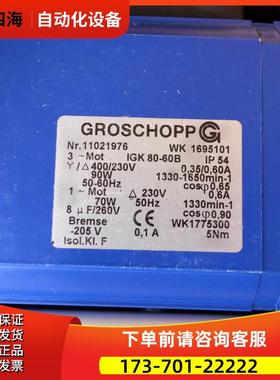 四海
自动化设备
GROSCHOPP G
Nr.11021976 WK 1695101
3 ~ Mot IGK 80-60B IP 54
Y/△ 400/230V 0,35/0,60A
90W 1330-1650min-1
50-60Hz cosφ0,65
1 ~ Mot △ 230V 0,6A
70W 50Hz 1330min-1
8 µF/260V cosφ0,90
Bremse CE WK1775300
-205 V 0,1 A 5Nm
Isol.Kl. F
下单前请咨询客服
173-701-22222